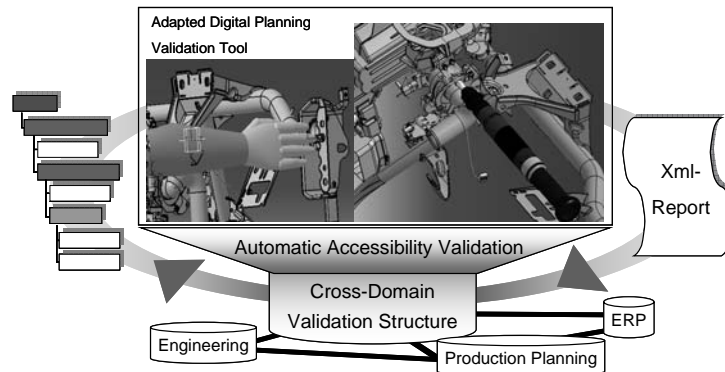 Adapted Digital Planning
Validation Tool
Xml-
Report
Automatic Accessibility Validation
Cross-Domain
Validation Structure
ERP
Engineering
Production Planning